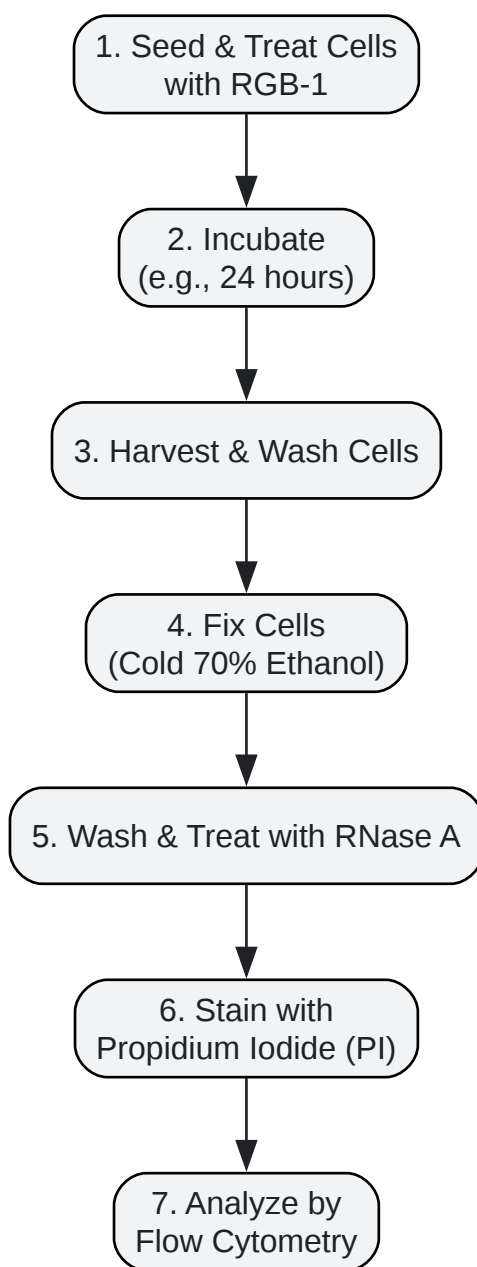 1. Seed & Treat Cells
with RGB-1
2. Incubate
(e.g., 24 hours)
3. Harvest & Wash Cells
4. Fix Cells
(Cold 70% Ethanol)
5. Wash & Treat with RNase A
6. Stain with
Propidium Iodide (PI)
7. Analyze by
Flow Cytometry